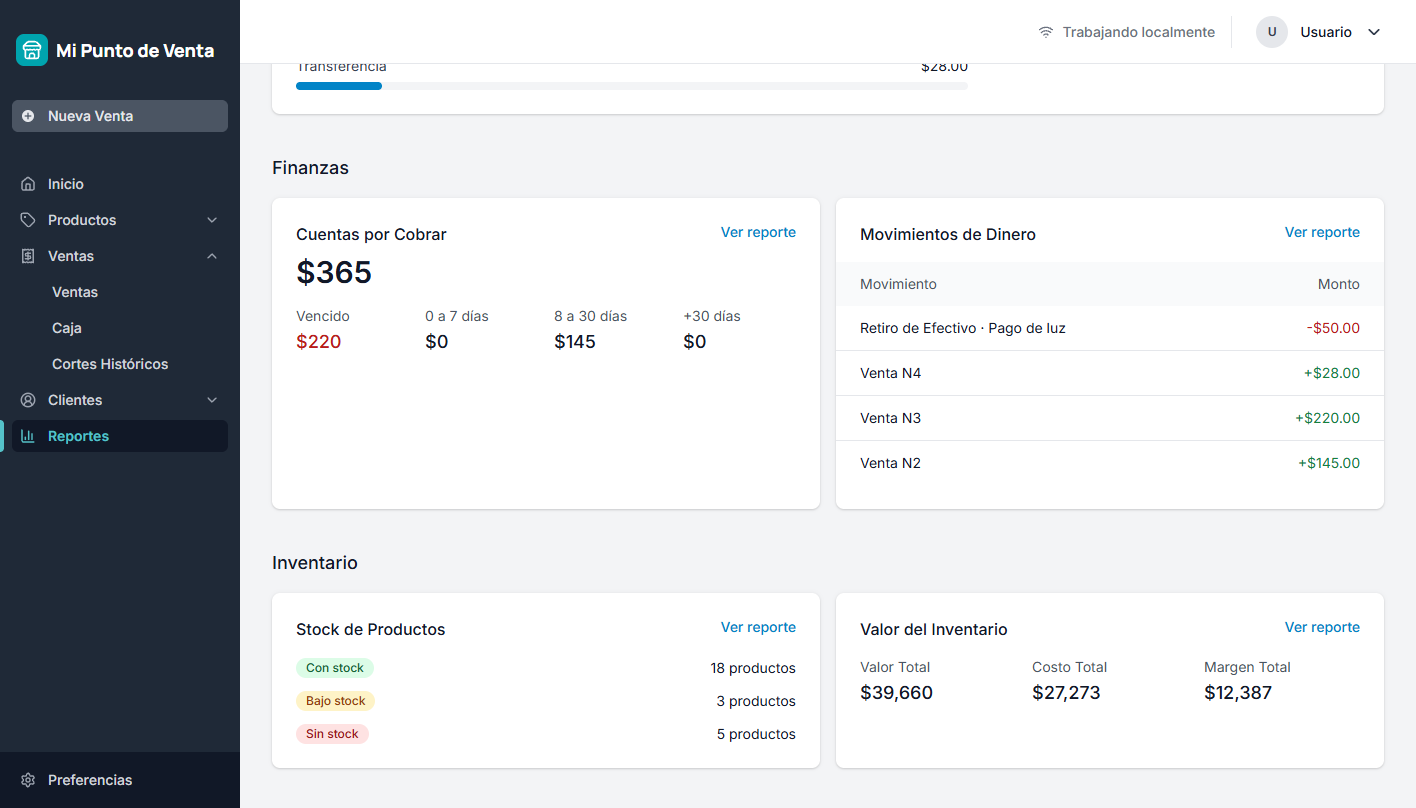 Mi Punto de Venta
Nueva Venta
Inicio
Productos
Ventas
Ventas
Caja
Cortes Históricos
Clientes
Reportes
Preferencias
Trabajando localmente
U
Usuario
Transferencia
$28.00
Finanzas
Cuentas por Cobrar
Ver reporte
$365
Vencido
0 a 7 días
8 a 30 días
+30 días
$220
$0
$145
$0
Movimientos de Dinero
Ver reporte
Movimiento
Monto
Retiro de Efectivo · Pago de luz
-$50.00
Venta N4
+$28.00
Venta N3
+$220.00
Venta N2
+$145.00
Inventario
Stock de Productos
Ver reporte
Con stock
18 productos
Bajo stock
3 productos
Sin stock
5 productos
Valor del Inventario
Ver reporte
Valor Total
Costo Total
Margen Total
$39,660
$27,273
$12,387